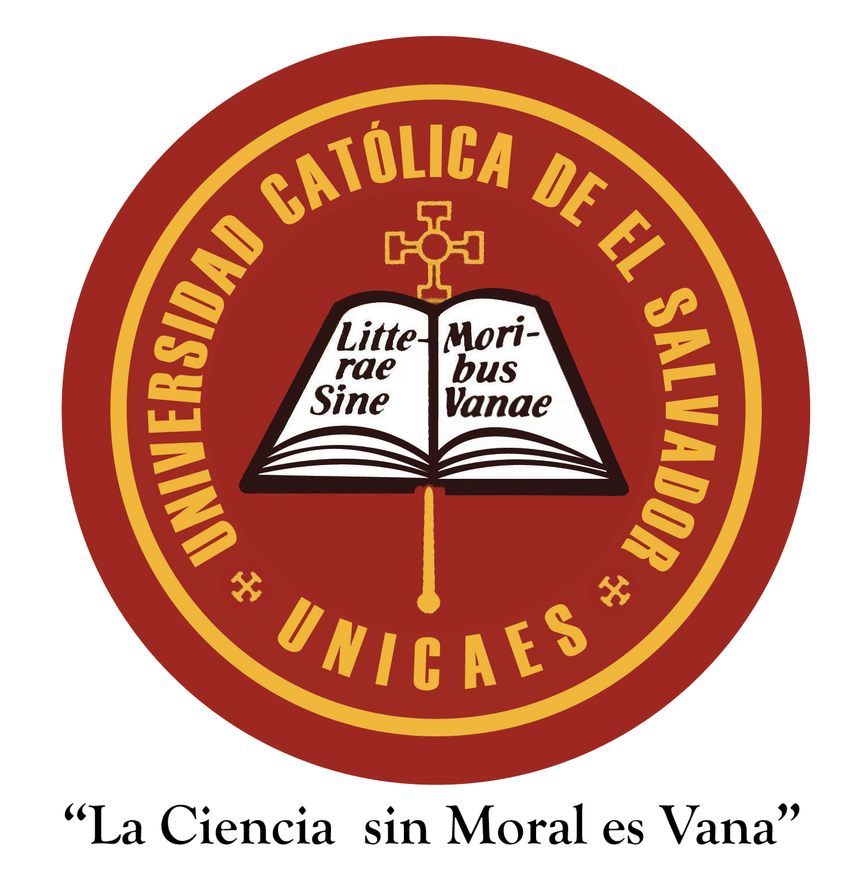 UNIVERSIDAD CATÓLICA DE EL SALVADOR
Litte-
rae
Sine
Mori-
bus
Vanae
UNICAES
“La Ciencia sin Moral es Vana”